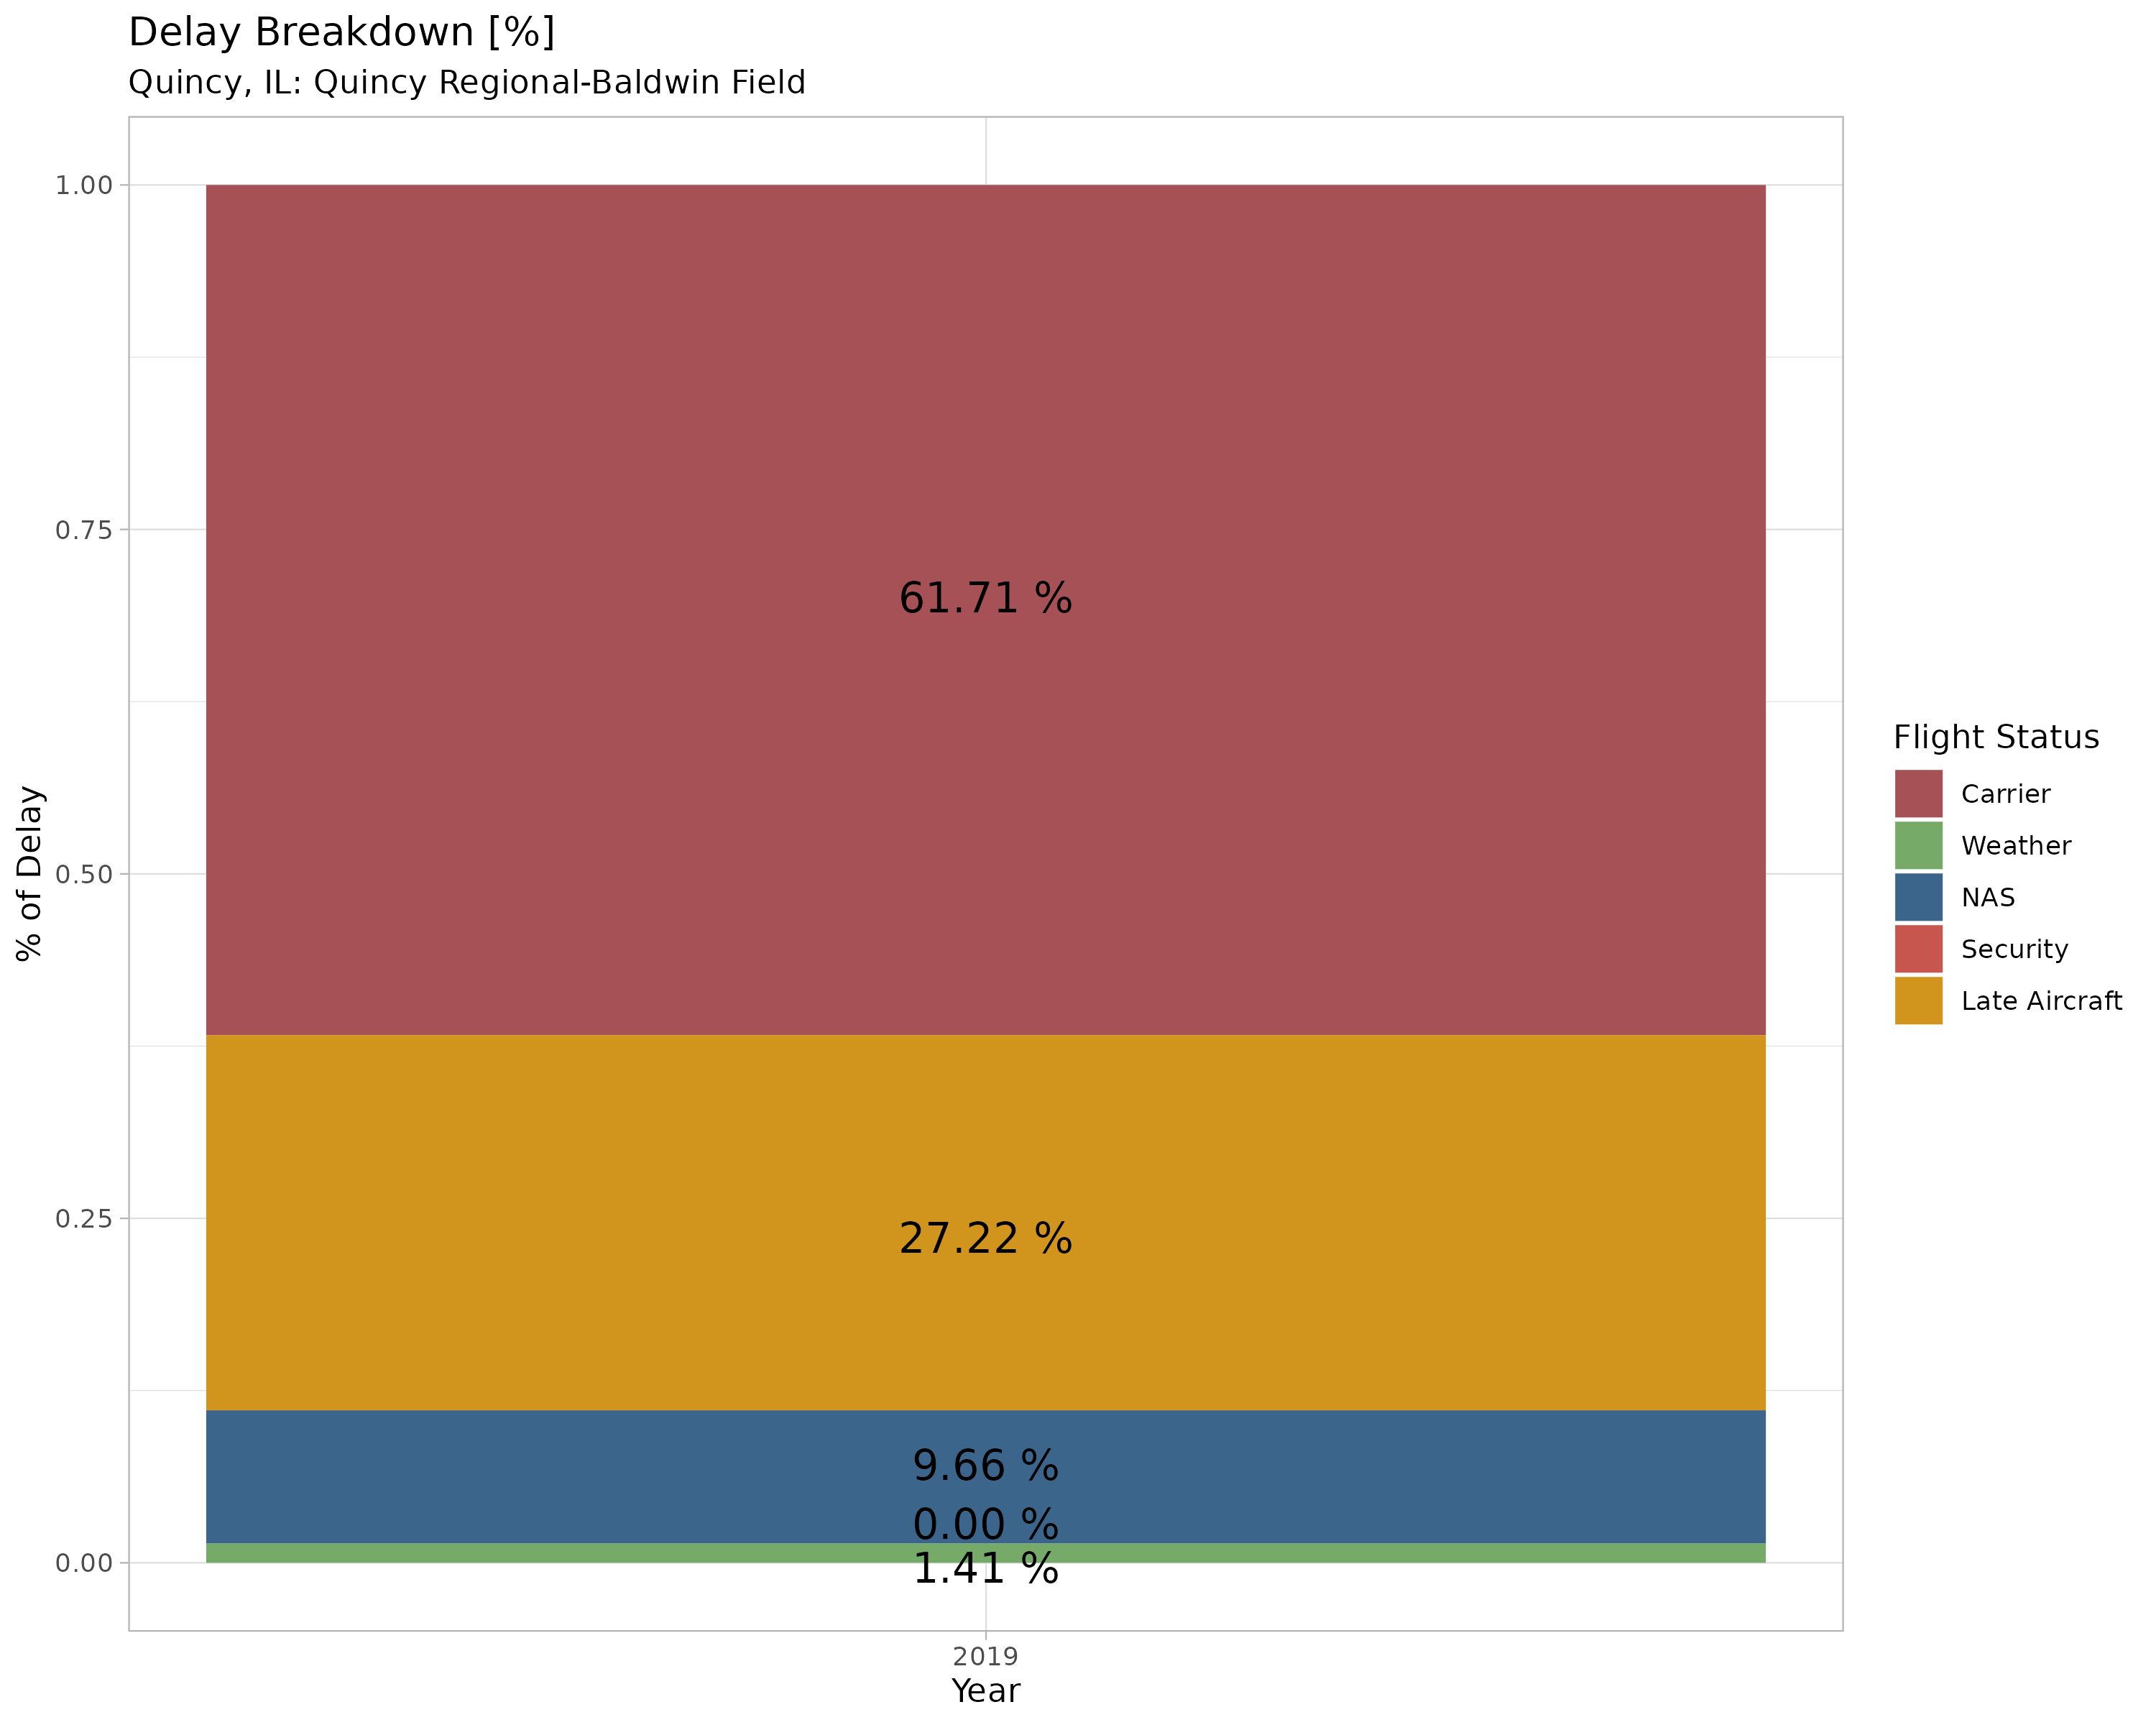 Delay Breakdown [%]
Quincy, IL: Quincy Regional-Baldwin Field
% of Delay
1.00
0.75
0.50
0.25
0.00
61.71 %
27.22 %
9.66 %
0.00 %
1.41 %
2019
Year
Flight Status
Carrier
Weather
NAS
Security
Late Aircraft